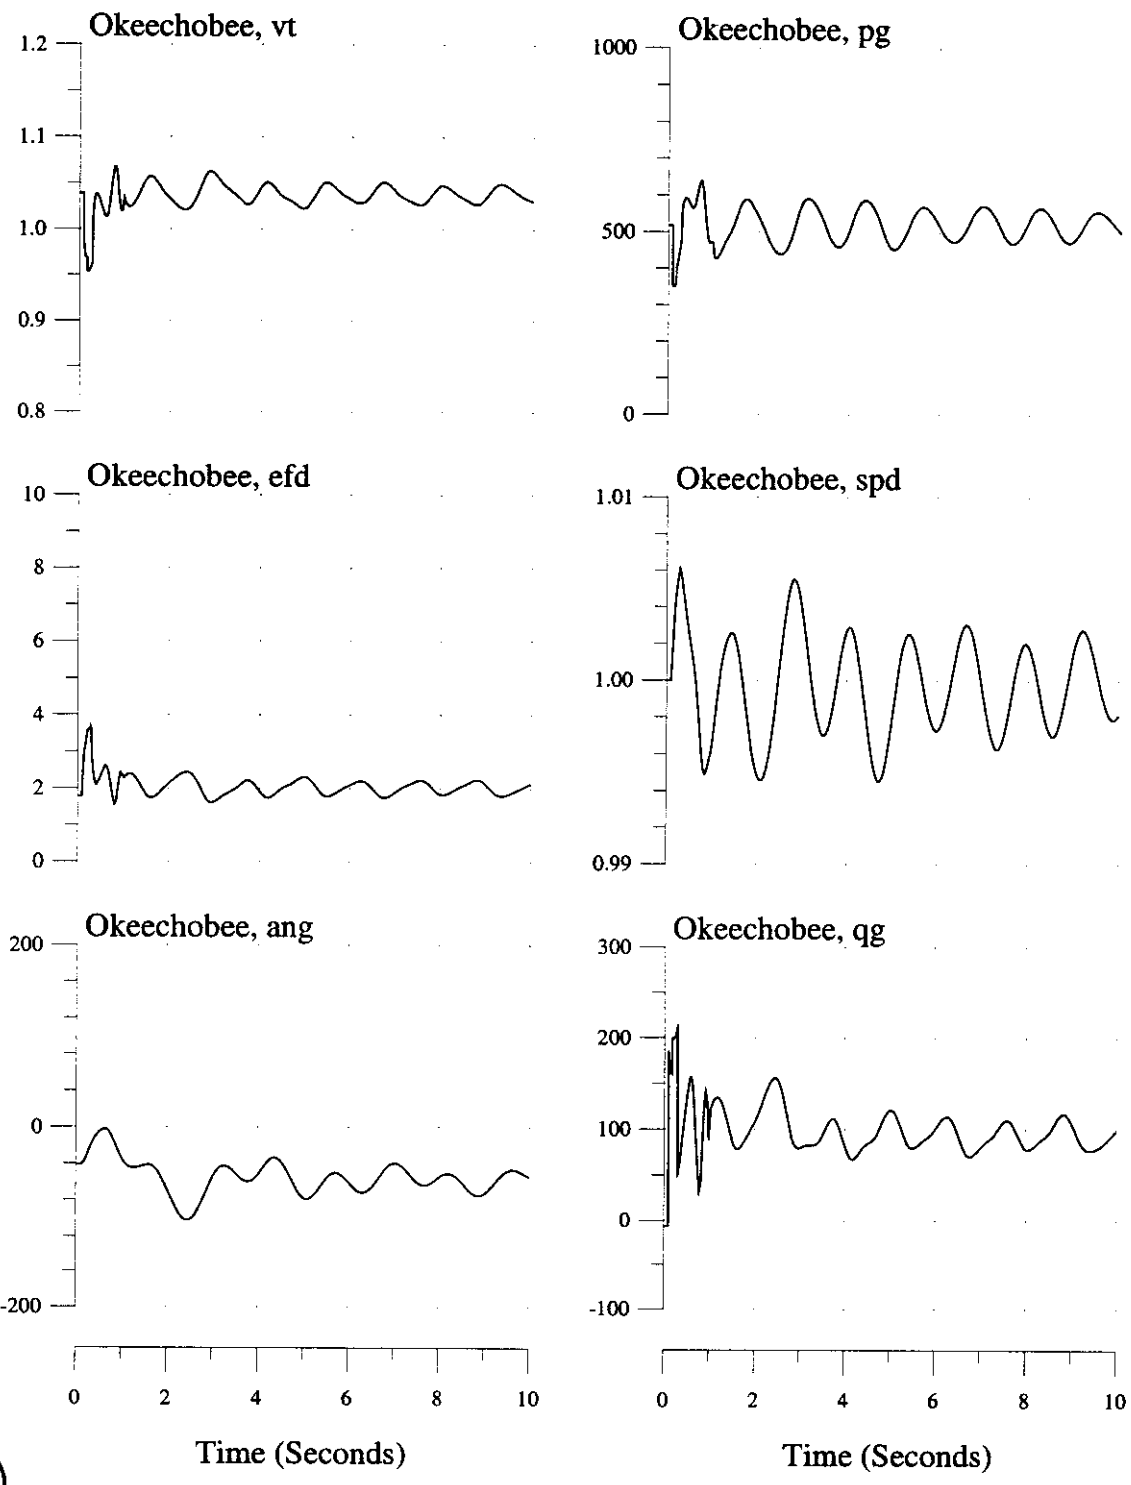 Okeechobee, vt
1.2
1.1
1.0
0.9
0.8
Okeechobee, pg
1000
500
0
Okeechobee, efd
10
8
6
4
2
0
Okeechobee, spd
1.01
1.00
0.99
Okeechobee, ang
200
0
-200
0 2 4 6 8 10
Time (Seconds)
Okeechobee, qg
300
200
100
0
-100
0 2 4 6 8 10
Time (Seconds)